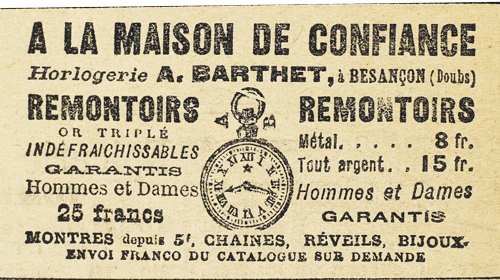 A LA MAISON DE CONFIANCE
Horlogerie A. BARTHET, à BESANÇON (Doubs)
REMONTOIRS
OR TRIPLÉ
INDÉFRAICHISSABLES
GARANTIS
Hommes et Dames
25 francs
A B
REMONTOIRS
Métal. . . . . . 8 fr.
Tout argent. . 15 fr.
Hommes et Dames
GARANTIS
MONTRES depuis 5f, CHAINES, RÉVEILS, BIJOUX.
ENVOI FRANCO DU CATALOGUE SUR DEMANDE